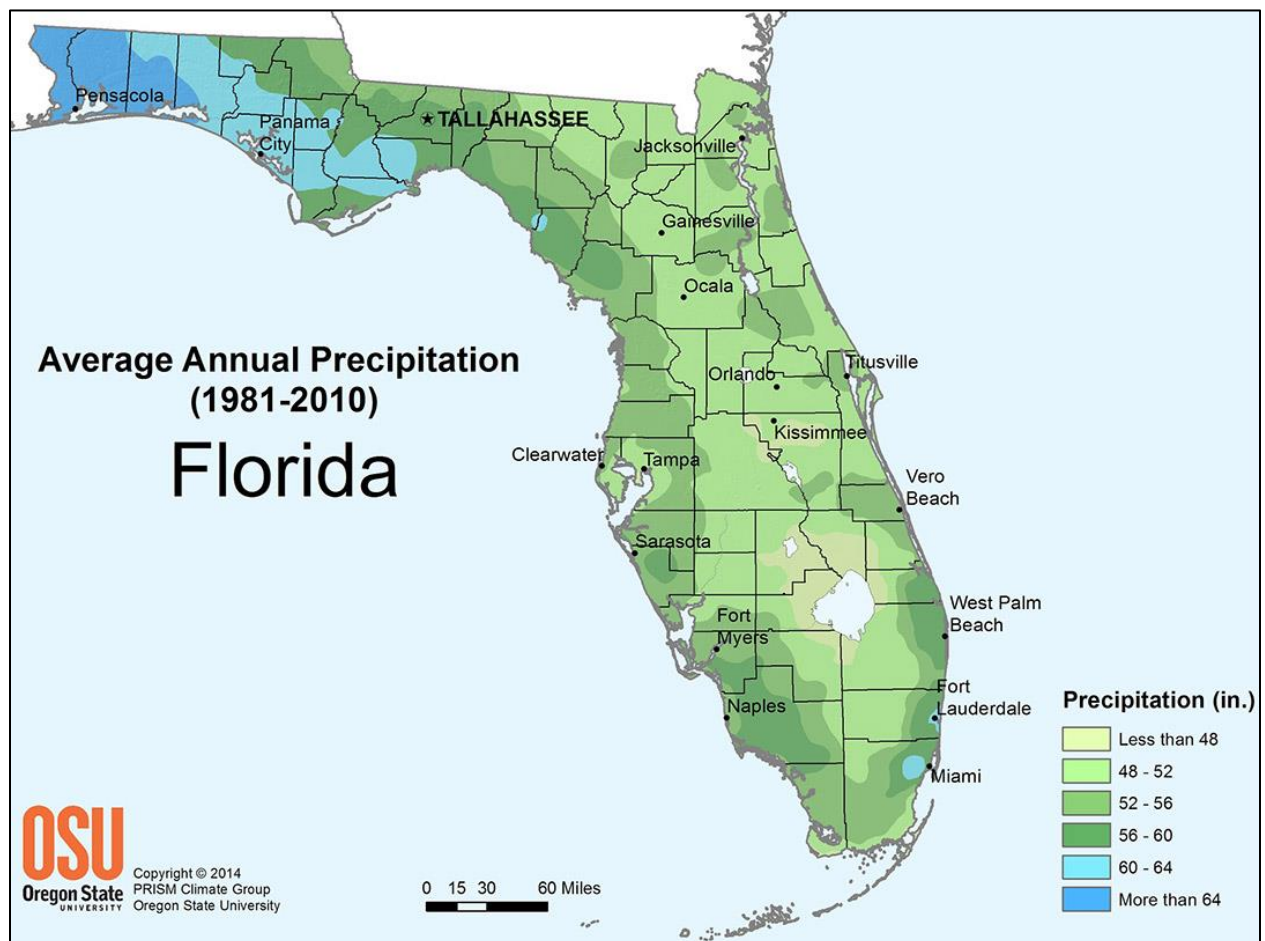 Pensacola
Panama
City
TALLAHASSEE
Jacksonville
Gainesville
Ocala
Average Annual Precipitation
(1981-2010)
Florida
Titusville
Orlando
Kissimmee
Clearwater
Tampa
Vero
Beach
Sarasota
West Palm
Beach
Fort
Myers
Fort
Lauderdale
Naples
Miami
Precipitation (in.)
Less than 48
48 - 52
52 - 56
56 - 60
60 - 64
More than 64
OSU
Oregon State
UNIVERSITY
Copyright © 2014
PRISM Climate Group
Oregon State University
0 15 30 60 Miles